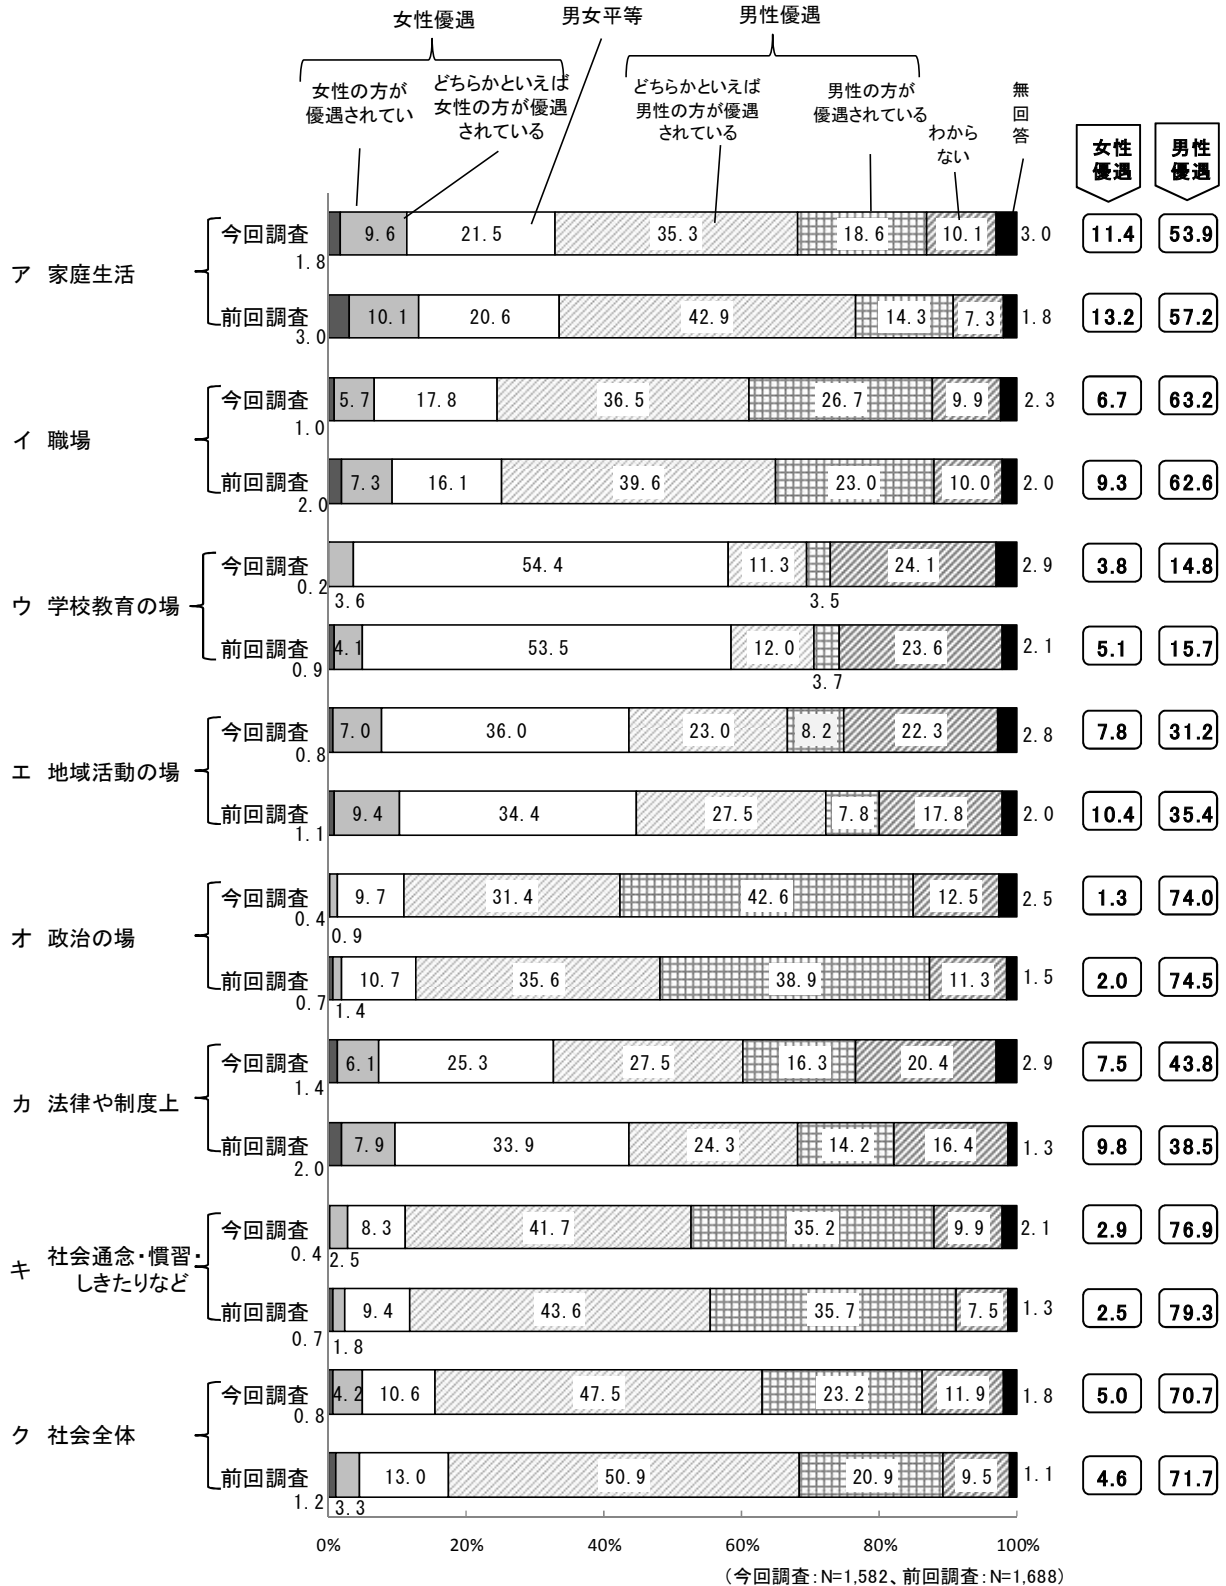 女性優遇
男女平等
男性優遇
女性の方が
優遇されてい
どちらかといえば
女性の方が優遇
されている
どちらかといえば
男性の方が優遇
されている
男性の方が
優遇されている
わから
ない
無
回
答
女性
優遇
男性
優遇
ア 家庭生活
今回調査 1.8 9.6 21.5 35.3 18.6 10.1 3.0 11.4 53.9
前回調査 3.0 10.1 20.6 42.9 14.3 7.3 1.8 13.2 57.2
イ 職場
今回調査 1.0 5.7 17.8 36.5 26.7 9.9 2.3 6.7 63.2
前回調査 2.0 7.3 16.1 39.6 23.0 10.0 2.0 9.3 62.6
ウ 学校教育の場
今回調査 0.2 3.6 54.4 11.3 3.5 24.1 2.9 3.8 14.8
前回調査 0.9 4.1 53.5 12.0 3.7 23.6 2.1 5.1 15.7
エ 地域活動の場
今回調査 0.8 7.0 36.0 23.0 8.2 22.3 2.8 7.8 31.2
前回調査 1.1 9.4 34.4 27.5 7.8 17.8 2.0 10.4 35.4
オ 政治の場
今回調査 0.4 0.9 9.7 31.4 42.6 12.5 2.5 1.3 74.0
前回調査 0.7 1.4 10.7 35.6 38.9 11.3 1.5 2.0 74.5
カ 法律や制度上
今回調査 1.4 6.1 25.3 27.5 16.3 20.4 2.9 7.5 43.8
前回調査 2.0 7.9 33.9 24.3 14.2 16.4 1.3 9.8 38.5
キ 社会通念・慣習・
しきたりなど
今回調査 0.4 2.5 8.3 41.7 35.2 9.9 2.1 2.9 76.9
前回調査 0.7 1.8 9.4 43.6 35.7 7.5 1.3 2.5 79.3
ク 社会全体
今回調査 0.8 4.2 10.6 47.5 23.2 11.9 1.8 5.0 70.7
前回調査 1.2 3.3 13.0 50.9 20.9 9.5 1.1 4.6 71.7
0% 20% 40% 60% 80% 100%
（今回調査：N=1,582、前回調査：N=1,688）